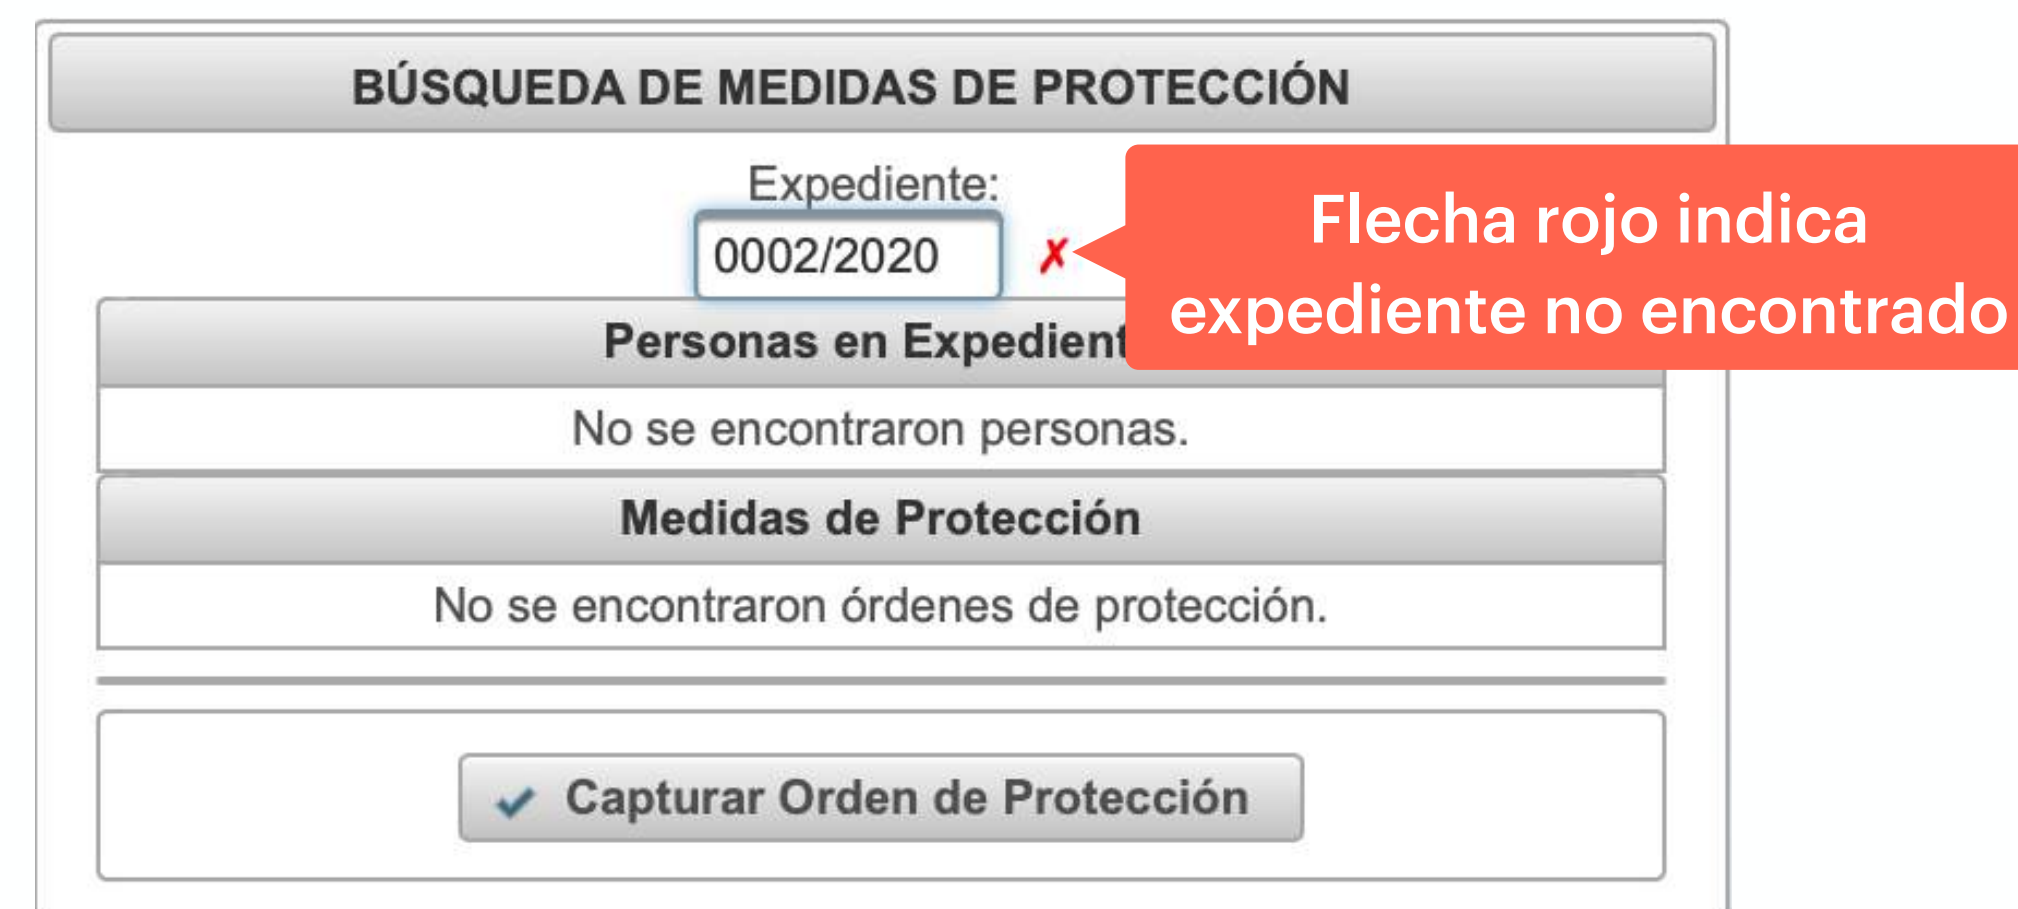 BÚSQUEDA DE MEDIDAS DE PROTECCIÓN
Expediente:
0002/2020 ✗
Flecha rojo indica
expediente no encontrado
Personas en Expedient
No se encontraron personas.
Medidas de Protección
No se encontraron órdenes de protección.
Capturar Orden de Protección